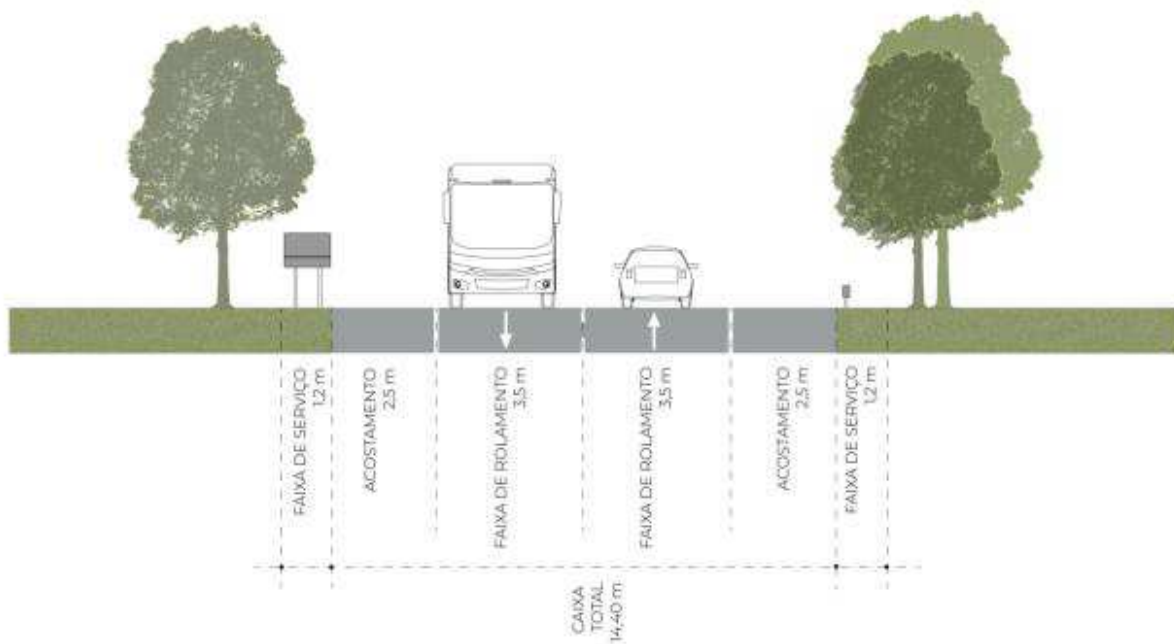 FAIXA DE SERVIÇO
1,2 m
ACOSTAMENTO
2,5 m
FAIXA DE ROLAMENTO
3,5 m
FAIXA DE ROLAMENTO
3,5 m
ACOSTAMENTO
2,5 m
FAIXA DE SERVIÇO
1,2 m
CAIXA
TOTAL
14,40 m